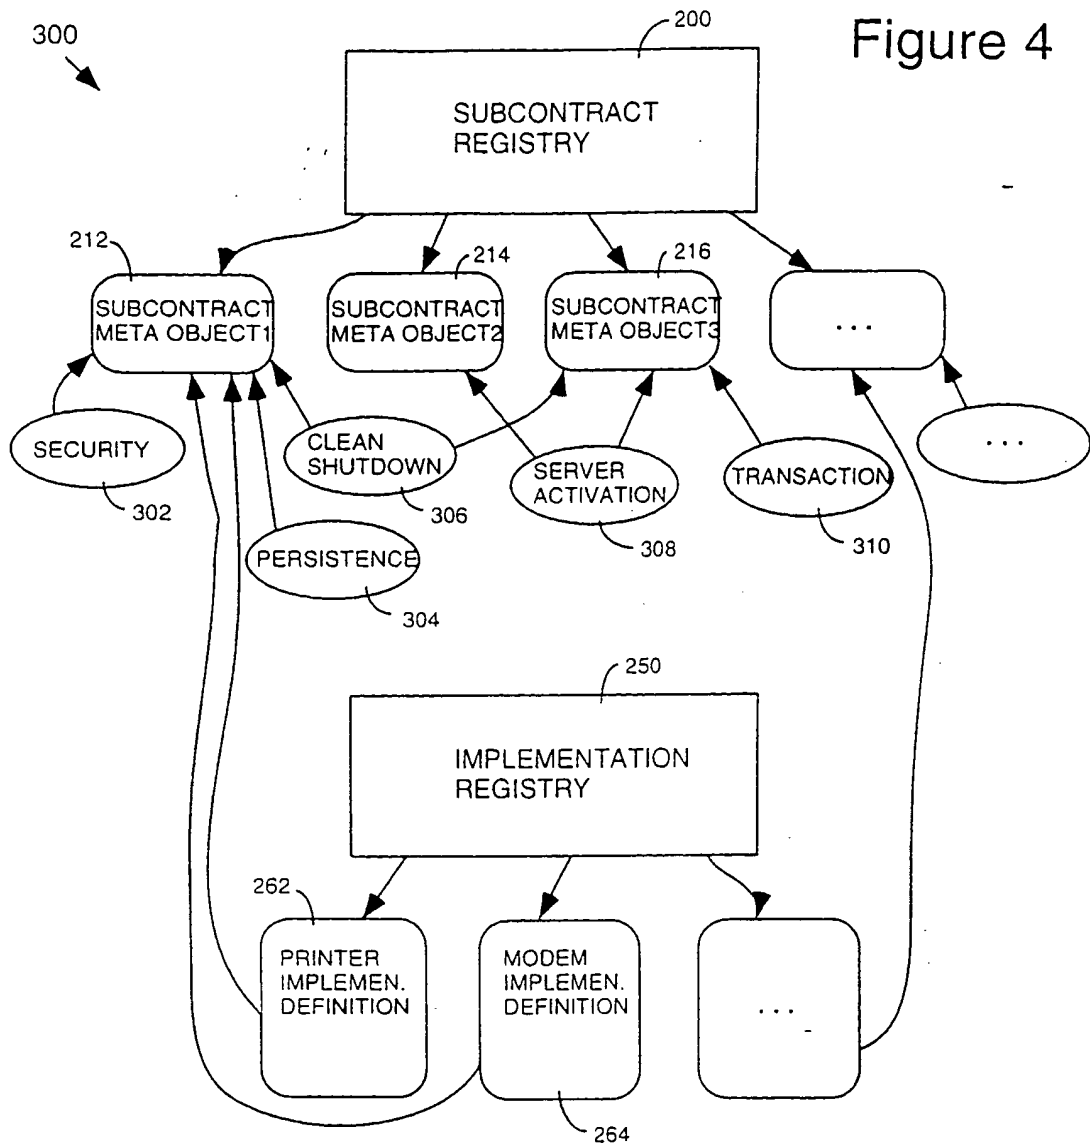 Figure 4
300
200
SUBCONTRACT
REGISTRY
212
214
216
SUBCONTRACT
META OBJECT1
SUBCONTRACT
META OBJECT2
SUBCONTRACT
META OBJECT3
...
SECURITY
302
CLEAN
SHUTDOWN
306
SERVER
ACTIVATION
308
TRANSACTION
310
...
PERSISTENCE
304
250
IMPLEMENTATION
REGISTRY
262
PRINTER
IMPLEMEN.
DEFINITION
MODEM
IMPLEMEN.
DEFINITION
264
...